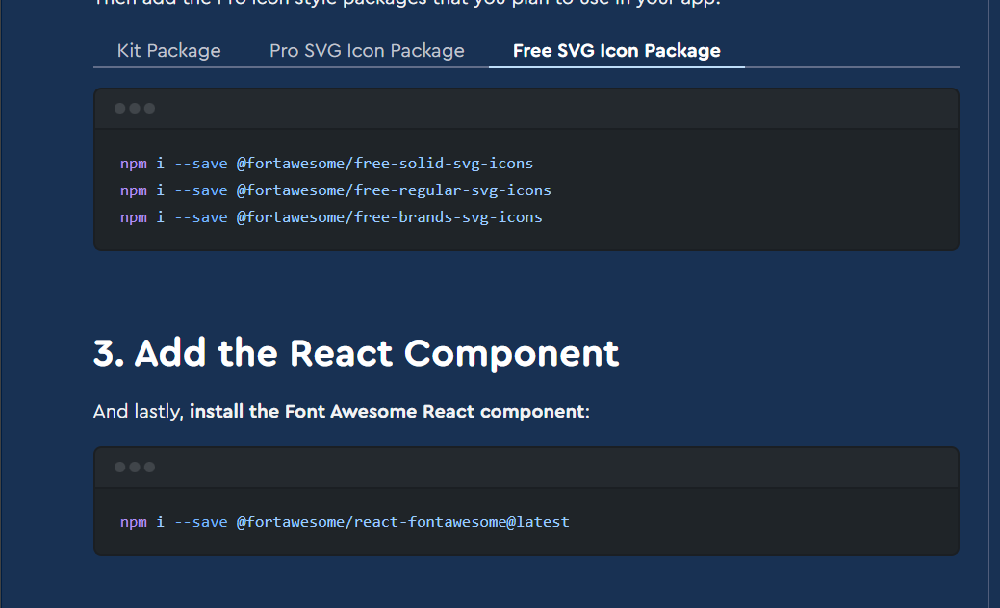 Then add the Pro icon style packages that you plan to use in your app:
Kit Package
Pro SVG Icon Package
Free SVG Icon Package
npm i --save @fortawesome/free-solid-svg-icons
npm i --save @fortawesome/free-regular-svg-icons
npm i --save @fortawesome/free-brands-svg-icons
3. Add the React Component
And lastly, install the Font Awesome React component:
npm i --save @fortawesome/react-fontawesome@latest